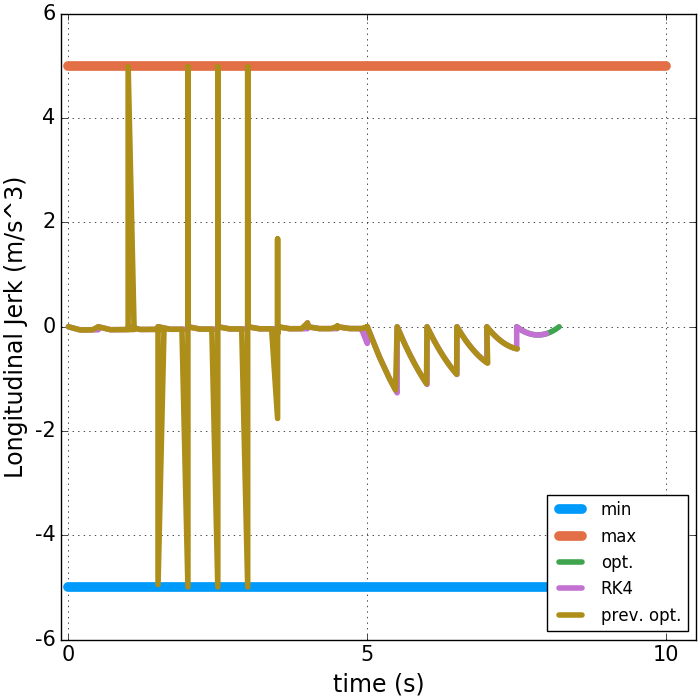 Longitudinal Jerk (m/s^3)
6
4
2
0
-2
-4
-6
0
5
10
time (s)
min
max
opt.
RK4
prev. opt.